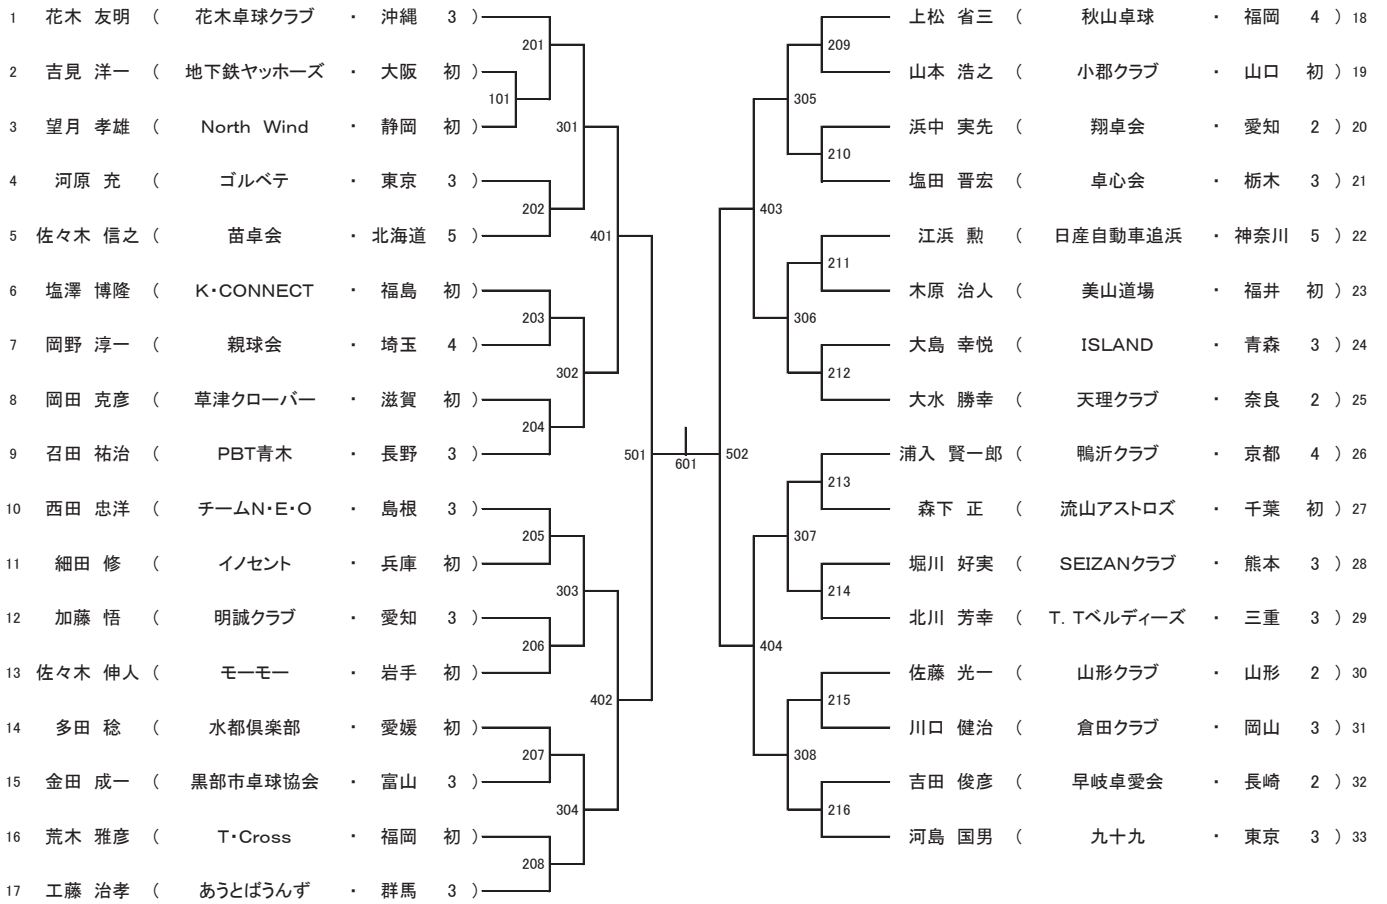 1 花木 友明 ( 花木卓球クラブ ・ 沖縄 3 )
2 吉見 洋一 ( 地下鉄ヤッホーズ ・ 大阪 初 )
3 望月 孝雄 ( North Wind ・ 静岡 初 )
4 河原 充 ( ゴルベテ ・ 東京 3 )
5 佐々木 信之 ( 苗卓会 ・ 北海道 5 )
6 塩澤 博隆 ( K・CONNECT ・ 福島 初 )
7 岡野 淳一 ( 親球会 ・ 埼玉 4 )
8 岡田 克彦 ( 草津クローバー ・ 滋賀 初 )
9 召田 祐治 ( PBT青木 ・ 長野 3 )
10 西田 忠洋 ( チームN・E・O ・ 島根 3 )
11 細田 修 ( イノセント ・ 兵庫 初 )
12 加藤 悟 ( 明誠クラブ ・ 愛知 3 )
13 佐々木 伸人 ( モーモー ・ 岩手 初 )
14 多田 稔 ( 水都倶楽部 ・ 愛媛 初 )
15 金田 成一 ( 黒部市卓球協会 ・ 富山 3 )
16 荒木 雅彦 ( T・Cross ・ 福岡 初 )
17 工藤 治孝 ( あうとばうんず ・ 群馬 3 )
101
201
202
203
204
205
206
207
208
301
302
303
304
401
402
501
601
502
403
404
305
306
307
308
209
210
211
212
213
214
215
216
上松 省三 ( 秋山卓球 ・ 福岡 4 ) 18
山本 浩之 ( 小郡クラブ ・ 山口 初 ) 19
浜中 実先 ( 翔卓会 ・ 愛知 2 ) 20
塩田 晋宏 ( 卓心会 ・ 栃木 3 ) 21
江浜 勲 ( 日産自動車追浜 ・ 神奈川 5 ) 22
木原 治人 ( 美山道場 ・ 福井 初 ) 23
大島 幸悦 ( ISLAND ・ 青森 3 ) 24
大水 勝幸 ( 天理クラブ ・ 奈良 2 ) 25
浦入 賢一郎 ( 鴨沂クラブ ・ 京都 4 ) 26
森下 正 ( 流山アストロズ ・ 千葉 初 ) 27
堀川 好実 ( SEIZANクラブ ・ 熊本 3 ) 28
北川 芳幸 ( T.Tベルディーズ ・ 三重 3 ) 29
佐藤 光一 ( 山形クラブ ・ 山形 2 ) 30
川口 健治 ( 倉田クラブ ・ 岡山 3 ) 31
吉田 俊彦 ( 早岐卓愛会 ・ 長崎 2 ) 32
河島 国男 ( 九十九 ・ 東京 3 ) 33